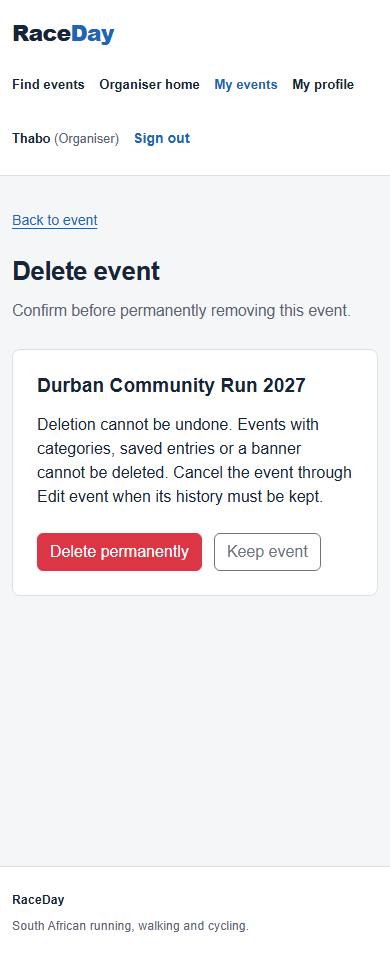 RaceDay
Find events Organiser home My events My profile
Thabo (Organiser) Sign out
Back to event
Delete event
Confirm before permanently removing this event.
Durban Community Run 2027
Deletion cannot be undone. Events with
categories, saved entries or a banner
cannot be deleted. Cancel the event through
Edit event when its history must be kept.
Delete permanently Keep event
RaceDay
South African running, walking and cycling.